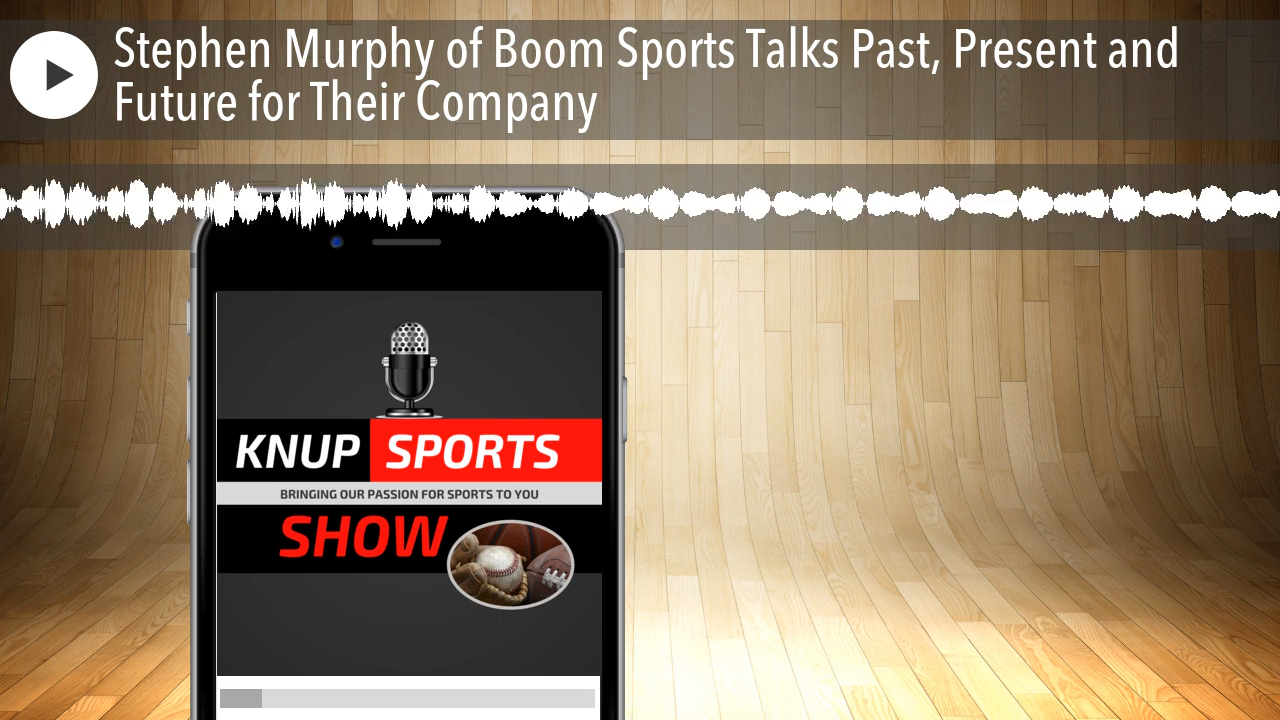 Stephen Murphy of Boom Sports Talks Past, Present and
Future for Their Company
KNUP SPORTS
BRINGING OUR PASSION FOR SPORTS TO YOU
SHOW